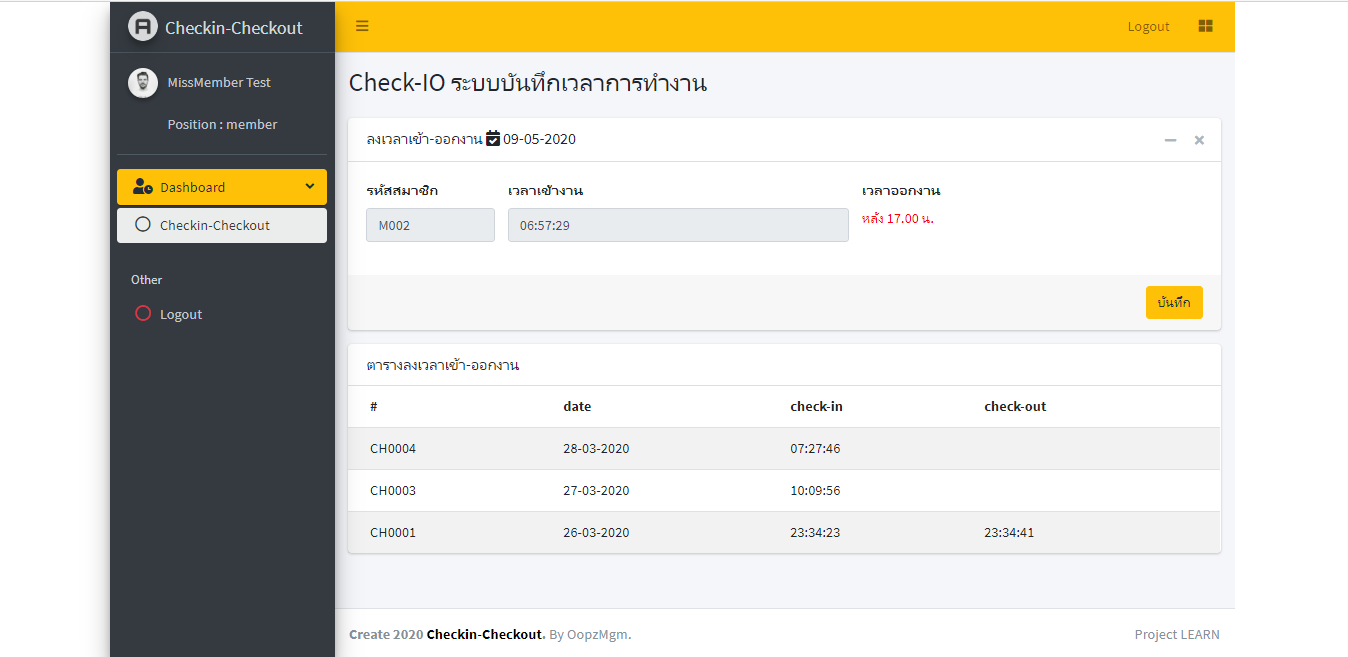 Checkin-Checkout
Logout
MissMember Test
Position : member
Dashboard
Checkin-Checkout
Other
Logout
Check-IO ระบบบันทึกเวลาการทำงาน
ลงเวลาเข้า-ออกงาน 09-05-2020
รหัสสมาชิก เวลาเข้างาน เวลาออกงาน
M002 06:57:29 หลัง 17.00 น.
บันทึก
ตารางลงเวลาเข้า-ออกงาน
# date check-in check-out
CH0004 28-03-2020 07:27:46
CH0003 27-03-2020 10:09:56
CH0001 26-03-2020 23:34:23 23:34:41
Create 2020 Checkin-Checkout. By OopzMgm. Project LEARN